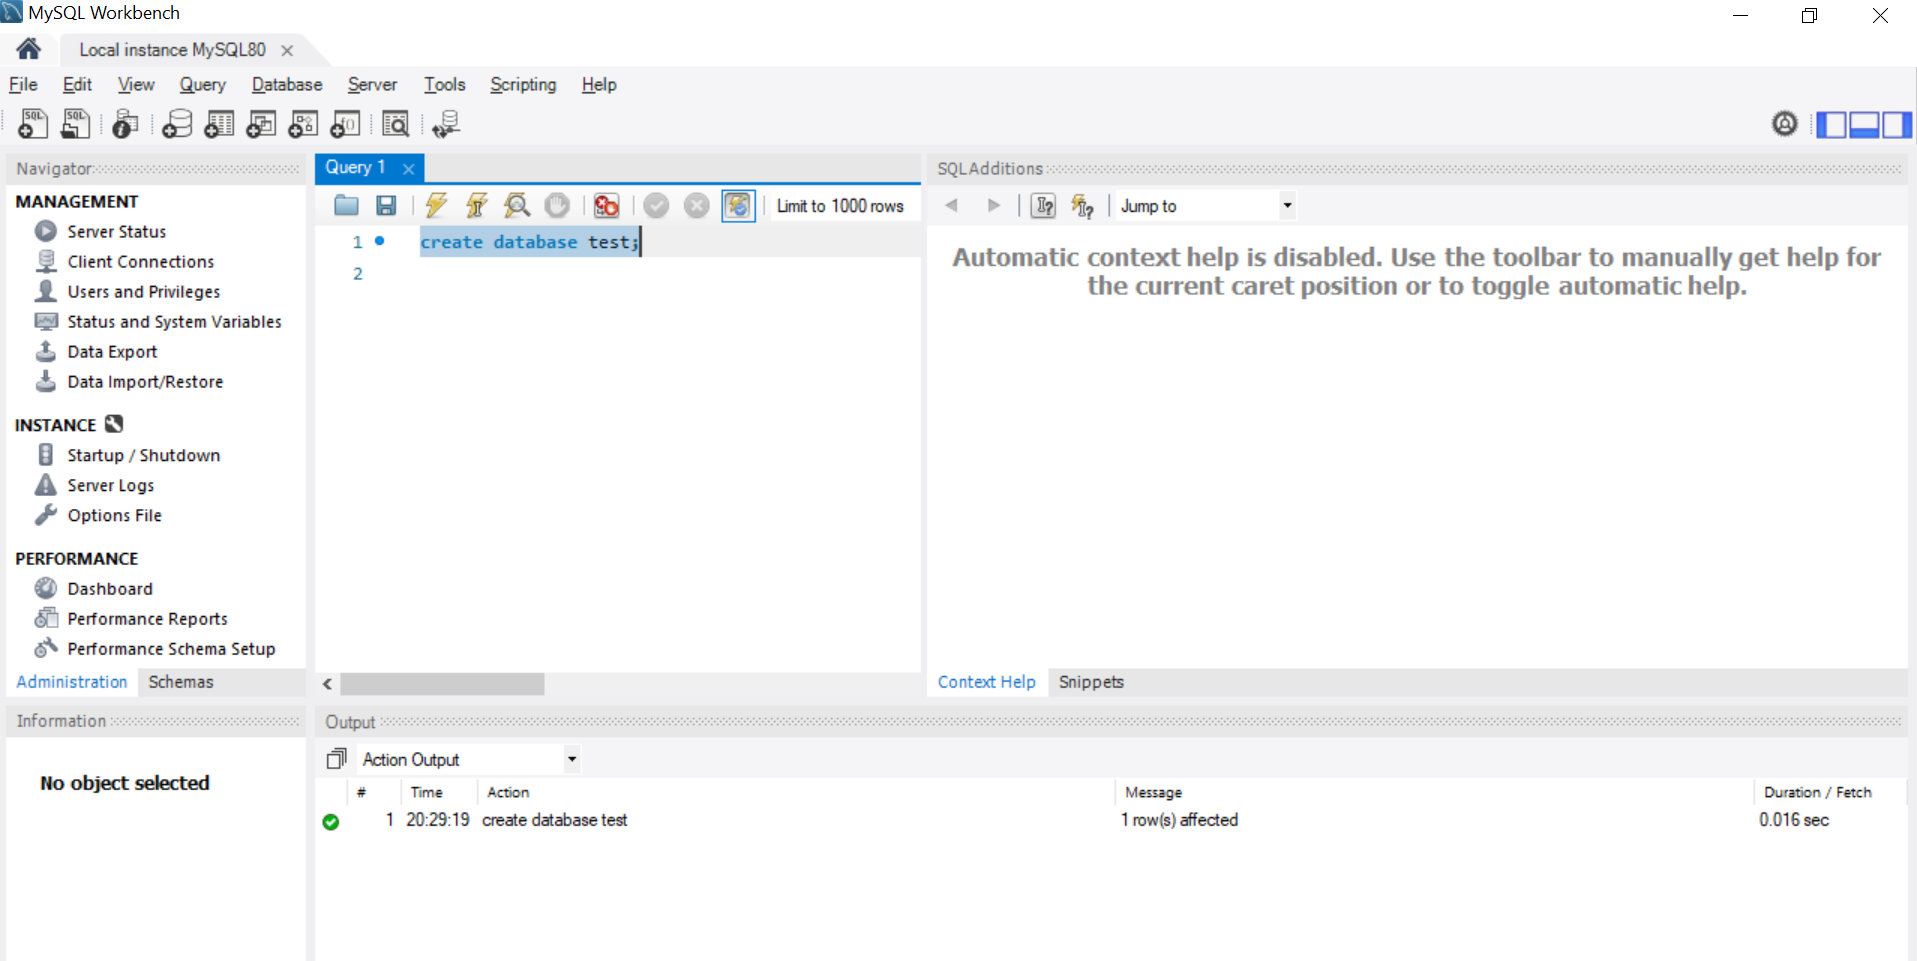 MySQL Workbench
Local instance MySQL80
File Edit View Query Database Server Tools Scripting Help
Navigator
MANAGEMENT
Server Status
Client Connections
Users and Privileges
Status and System Variables
Data Export
Data Import/Restore
INSTANCE
Startup / Shutdown
Server Logs
Options File
PERFORMANCE
Dashboard
Performance Reports
Performance Schema Setup
Administration Schemas
Information
No object selected
Query 1
Limit to 1000 rows
1 create database test;
2
SQLAdditions
Jump to
Automatic context help is disabled. Use the toolbar to manually get help for
the current caret position or to toggle automatic help.
Context Help Snippets
Output
Action Output
# Time Action Message Duration / Fetch
1 20:29:19 create database test 1 row(s) affected 0.016 sec